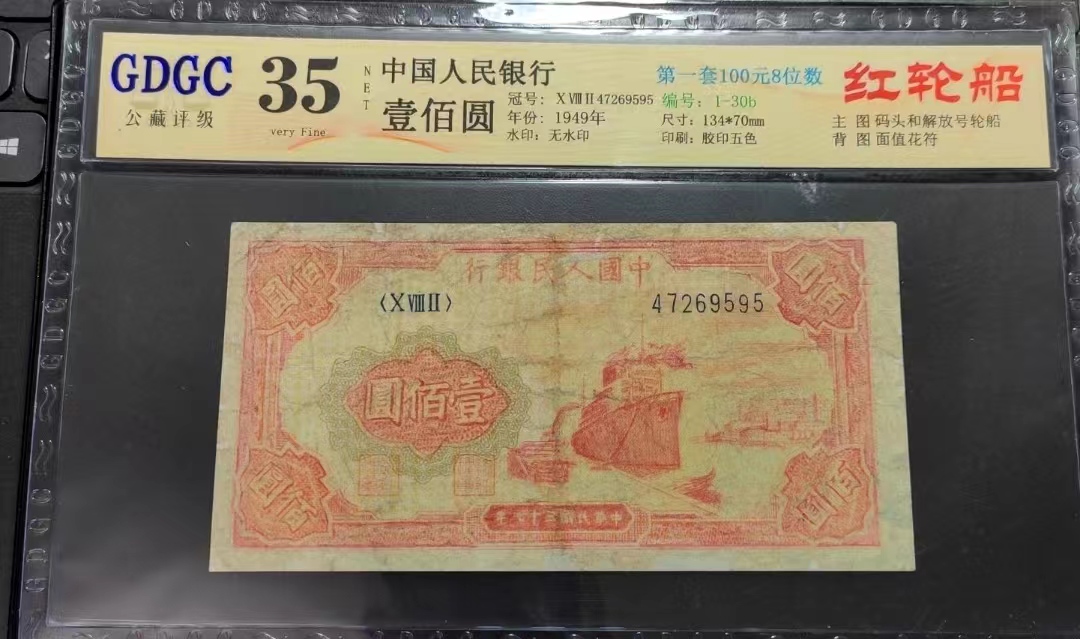 GDGC
公藏评级
35
very Fine
NET
中国人民银行
壹佰圆
冠号: XⅧⅡ47269595
年份: 1949年
水印: 无水印
第一套100元8位数
编号: 1-30b
尺寸: 134*70mm
印刷: 胶印五色
红轮船
主 图 码头和解放号轮船
背 图 面值花符
行銀民人國中
〈XⅧⅡ〉
47269595
圓佰
圓佰
圓佰壹
圓佰
圓佰